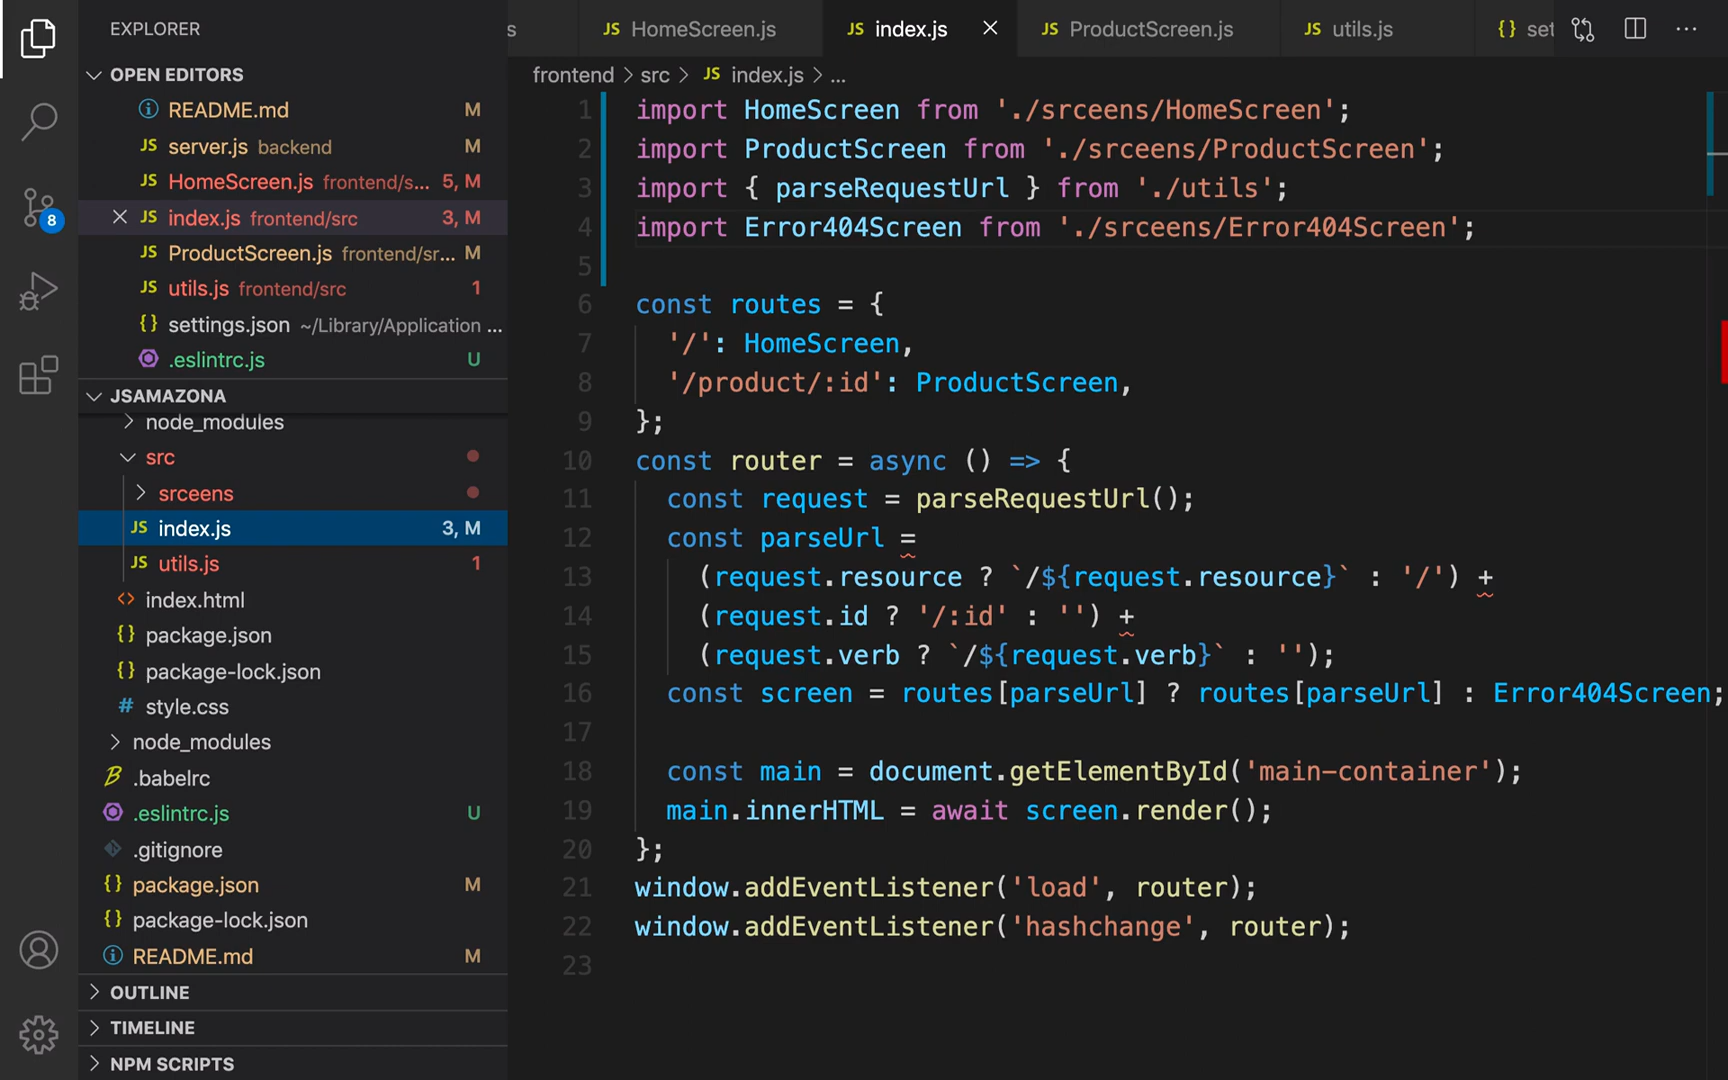 EXPLORER
OPEN EDITORS
README.md M
JS server.js backend M
JS HomeScreen.js frontend/s... 5, M
JS index.js frontend/src 3, M
JS ProductScreen.js frontend/sr... M
JS utils.js frontend/src 1
{} settings.json ~/Library/Application ...
.eslintrc.js U
8
JSAMAZONA
node_modules
src
srceens
JS index.js 3, M
JS utils.js 1
<> index.html
{} package.json
{} package-lock.json
# style.css
node_modules
.babelrc
.eslintrc.js U
.gitignore
{} package.json M
{} package-lock.json
README.md M
OUTLINE
TIMELINE
NPM SCRIPTS
s JS HomeScreen.js JS index.js JS ProductScreen.js JS utils.js {} set ...
frontend > src > JS index.js > ...
1 import HomeScreen from './srceens/HomeScreen';
2 import ProductScreen from './srceens/ProductScreen';
3 import { parseRequestUrl } from './utils';
4 import Error404Screen from './srceens/Error404Screen';
5
6 const routes = {
7 '/': HomeScreen,
8 '/product/:id': ProductScreen,
9 };
10 const router = async () => {
11 const request = parseRequestUrl();
12 const parseUrl =
13 (request.resource ? `/${request.resource}` : '/') +
14 (request.id ? '/:id' : '') +
15 (request.verb ? `/${request.verb}` : '');
16 const screen = routes[parseUrl] ? routes[parseUrl] : Error404Screen;
17
18 const main = document.getElementById('main-container');
19 main.innerHTML = await screen.render();
20 };
21 window.addEventListener('load', router);
22 window.addEventListener('hashchange', router);
23